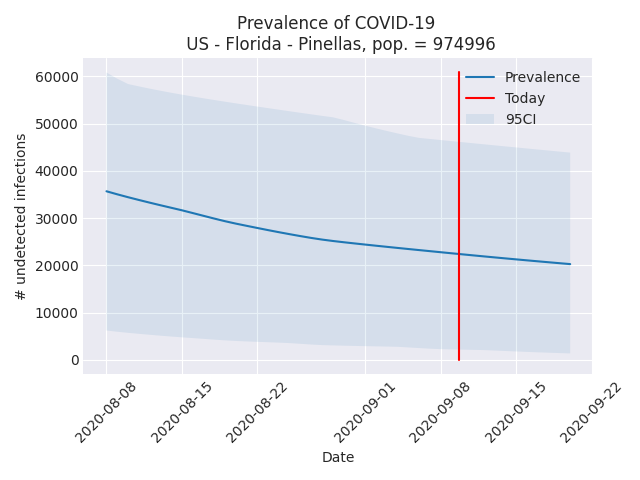 Prevalence of COVID-19
US - Florida - Pinellas, pop. = 974996
# undetected infections
60000
50000
40000
30000
20000
10000
0
Prevalence
Today
95CI
2020-08-08
2020-08-15
2020-08-22
2020-09-01
2020-09-08
2020-09-15
2020-09-22
Date